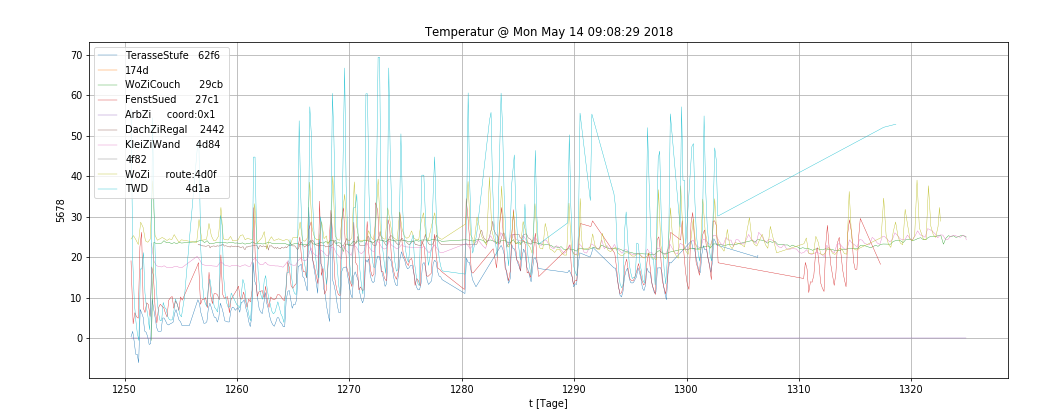 Temperatur @ Mon May 14 09:08:29 2018
70
60
50
40
30
20
10
0
5678
TerasseStufe 62f6
174d
WoZiCouch 29cb
FenstSued 27c1
ArbZi coord:0x1
DachZiRegal 2442
KleiZiWand 4d84
4f82
WoZi route:4d0f
TWD 4d1a
1250 1260 1270 1280 1290 1300 1310 1320
t [Tage]